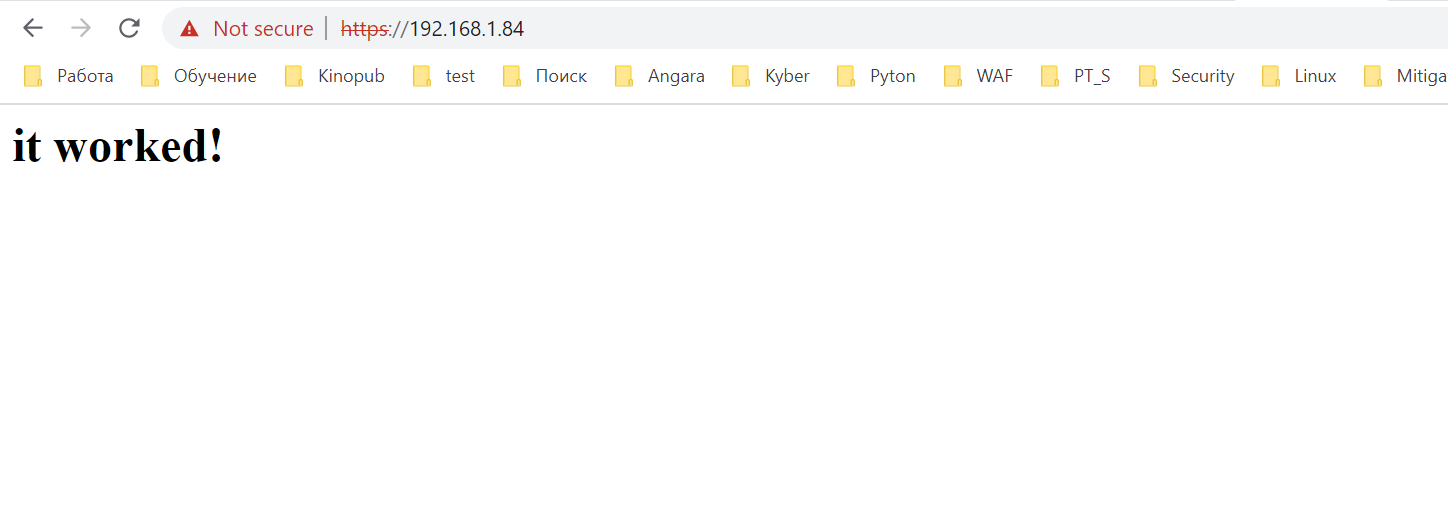 Not secure https://192.168.1.84
Работа Обучение Kinopub test Поиск Angara Kyber Pyton WAF PT_S Security Linux Mitiga
it worked!